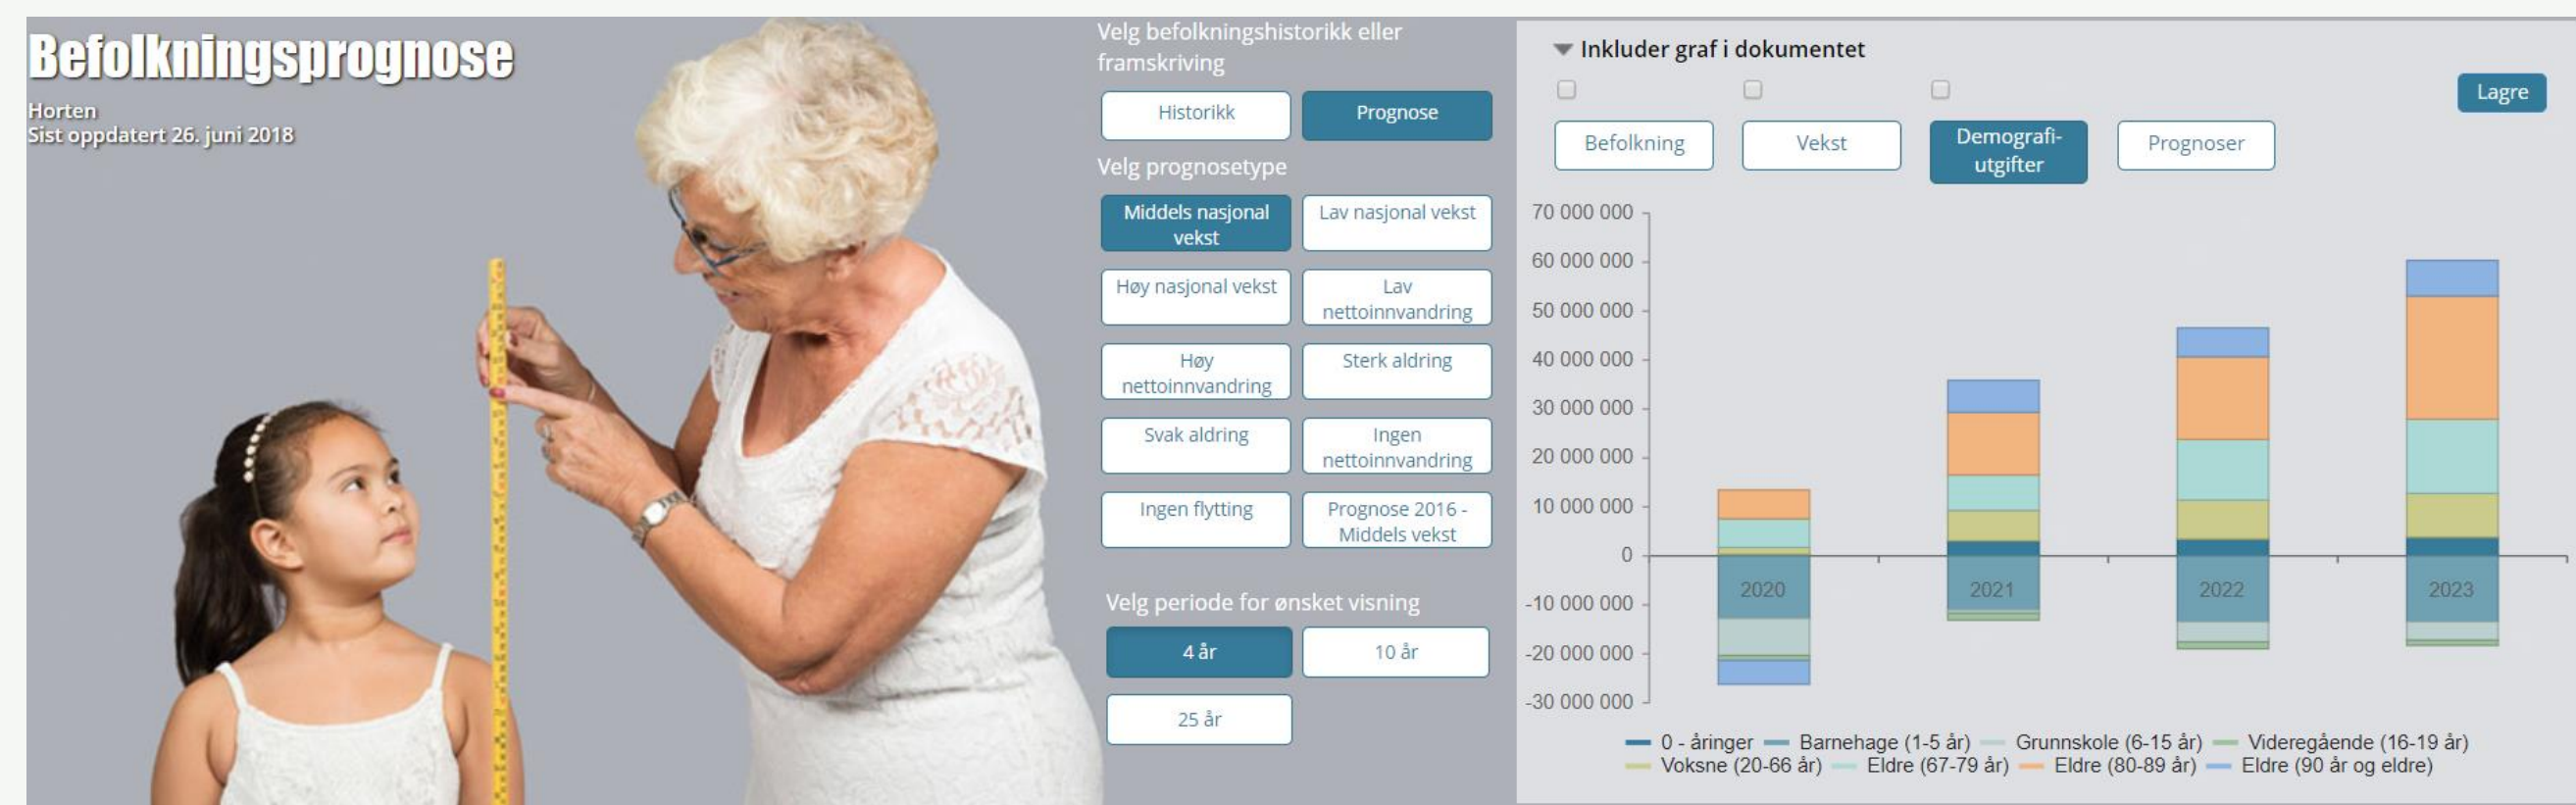 Befolkningsprognose
Horten
Sist oppdatert 26. juni 2018
Velg befolkningshistorikk eller
framskriving
Historikk
Prognose
Velg prognosetype
Middels nasjonal
vekst
Lav nasjonal vekst
Høy nasjonal vekst
Lav
nettoinnvandring
Høy
nettoinnvandring
Sterk aldring
Svak aldring
Ingen
nettoinnvandring
Ingen flytting
Prognose 2016 -
Middels vekst
Velg periode for ønsket visning
4 år
10 år
25 år
Inkluder graf i dokumentet
Lagre
Befolkning
Vekst
Demografi-
utgifter
Prognoser
70 000 000
60 000 000
50 000 000
40 000 000
30 000 000
20 000 000
10 000 000
0
-10 000 000
-20 000 000
-30 000 000
2020
2021
2022
2023
0 - åringer
Barnehage (1-5 år)
Grunnskole (6-15 år)
Videregående (16-19 år)
Voksne (20-66 år)
Eldre (67-79 år)
Eldre (80-89 år)
Eldre (90 år og eldre)